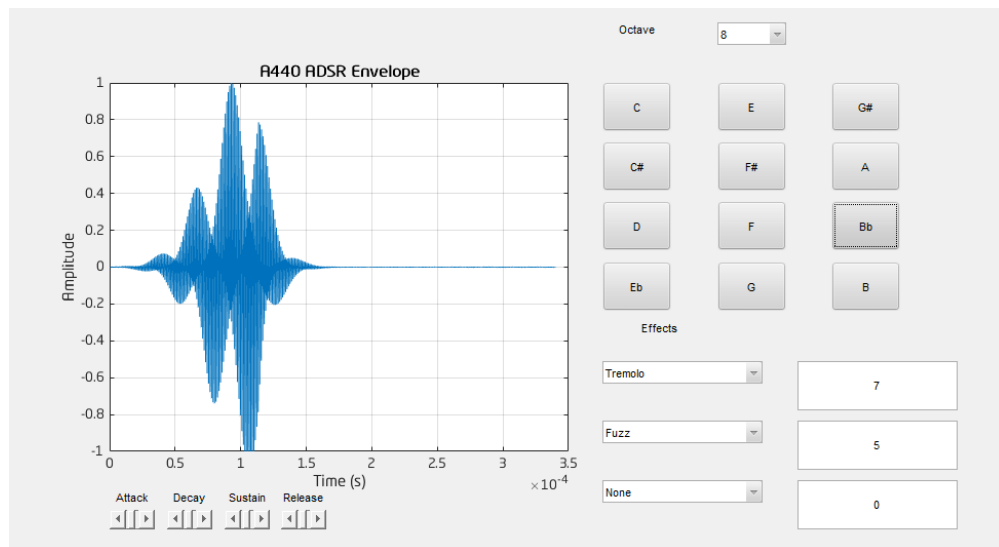 Octave
8
A440 ADSR Envelope
1
0.8
0.6
0.4
0.2
0
-0.2
-0.4
-0.6
-0.8
-1
Amplitude
0 0.5 1 1.5 2 2.5 3 3.5
Time (s)
×10⁻⁴
Attack Decay Sustain Release
C E G#
C# F# A
D F Bb
Eb G B
Effects
Tremolo 7
Fuzz 5
None 0